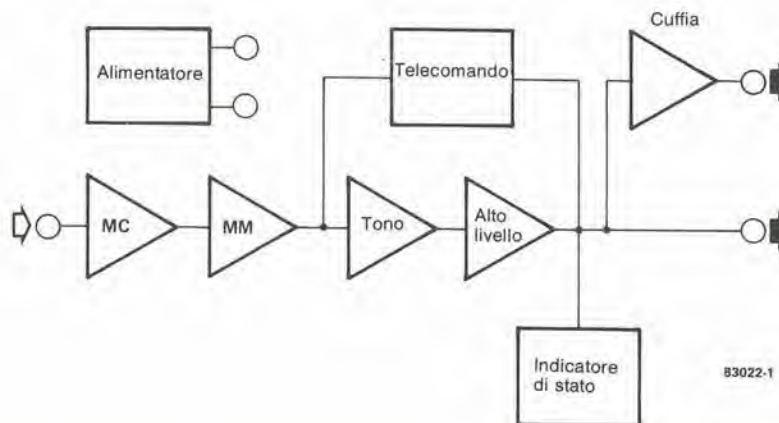 Cuffia
Alimentatore
Telecomando
MC
MM
Tono
Alto
livello
Indicatore
di stato
83022-1